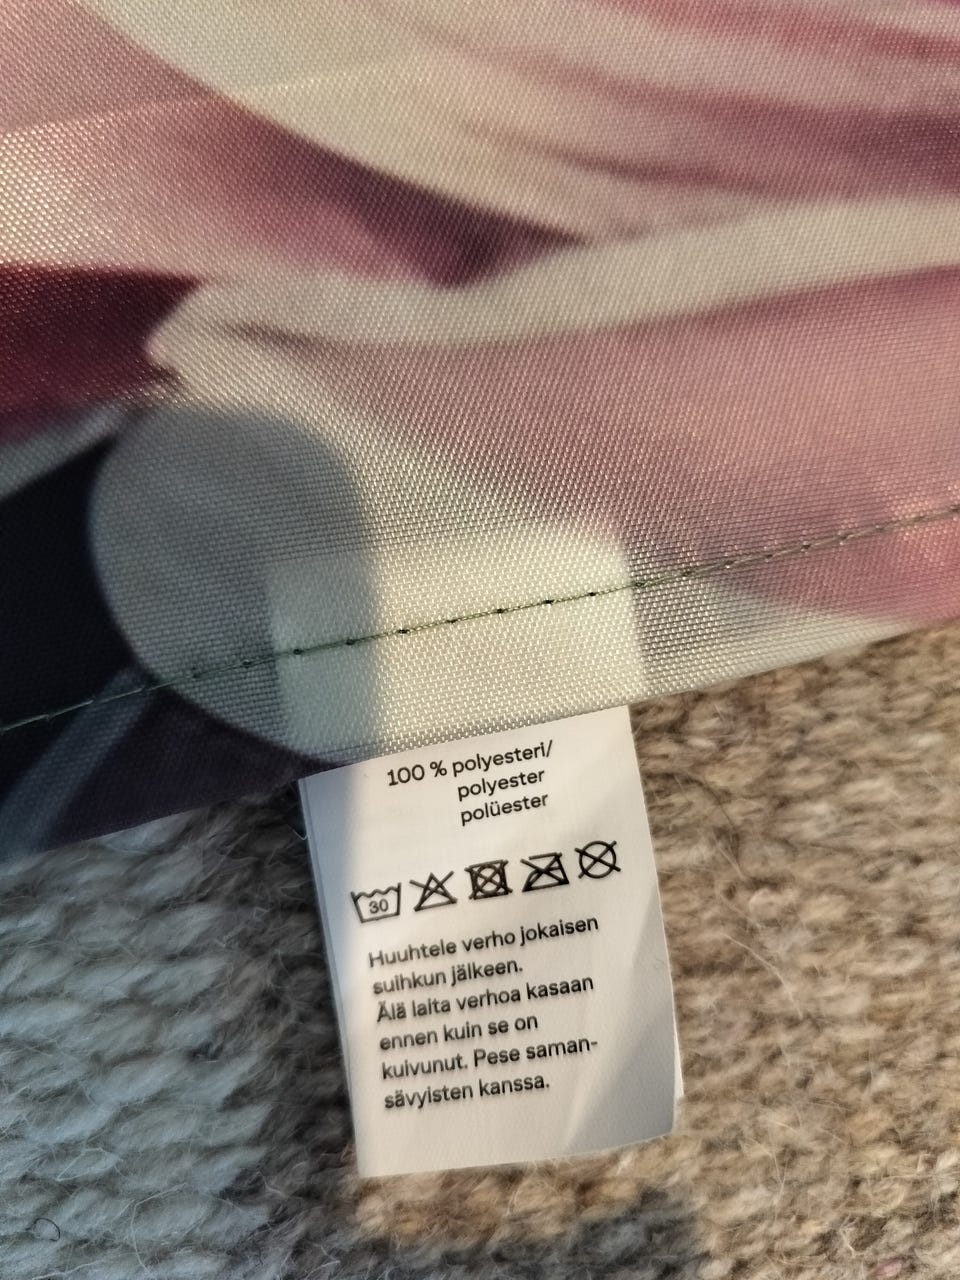 100 % polyesteri/
polyester
polüester
30
Huuhtele verho jokaisen
suihkun jälkeen.
Älä laita verhoa kasaan
ennen kuin se on
kuivunut. Pese saman-
sävyisten kanssa.